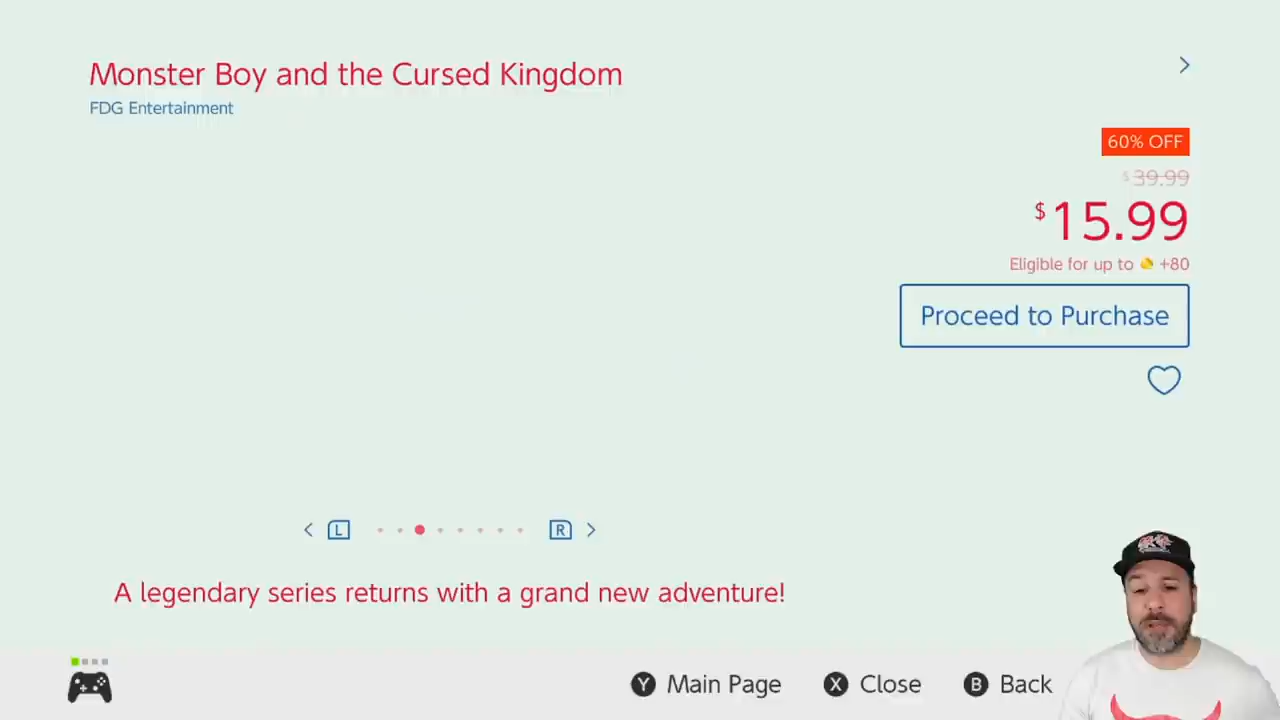 Monster Boy and the Cursed Kingdom
FDG Entertainment
60% OFF
$39.99
$15.99
Eligible for up to +80
Proceed to Purchase
L
R
A legendary series returns with a grand new adventure!
Y Main Page
X Close
B Back